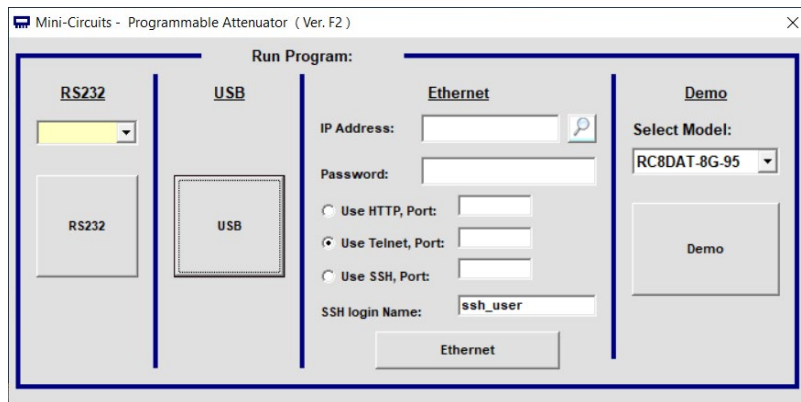 Mini-Circuits - Programmable Attenuator ( Ver. F2 )
Run Program:
RS232
RS232
USB
USB
Ethernet
IP Address:
Password:
Use HTTP, Port:
Use Telnet, Port:
Use SSH, Port:
SSH login Name: ssh_user
Ethernet
Demo
Select Model:
RC8DAT-8G-95
Demo